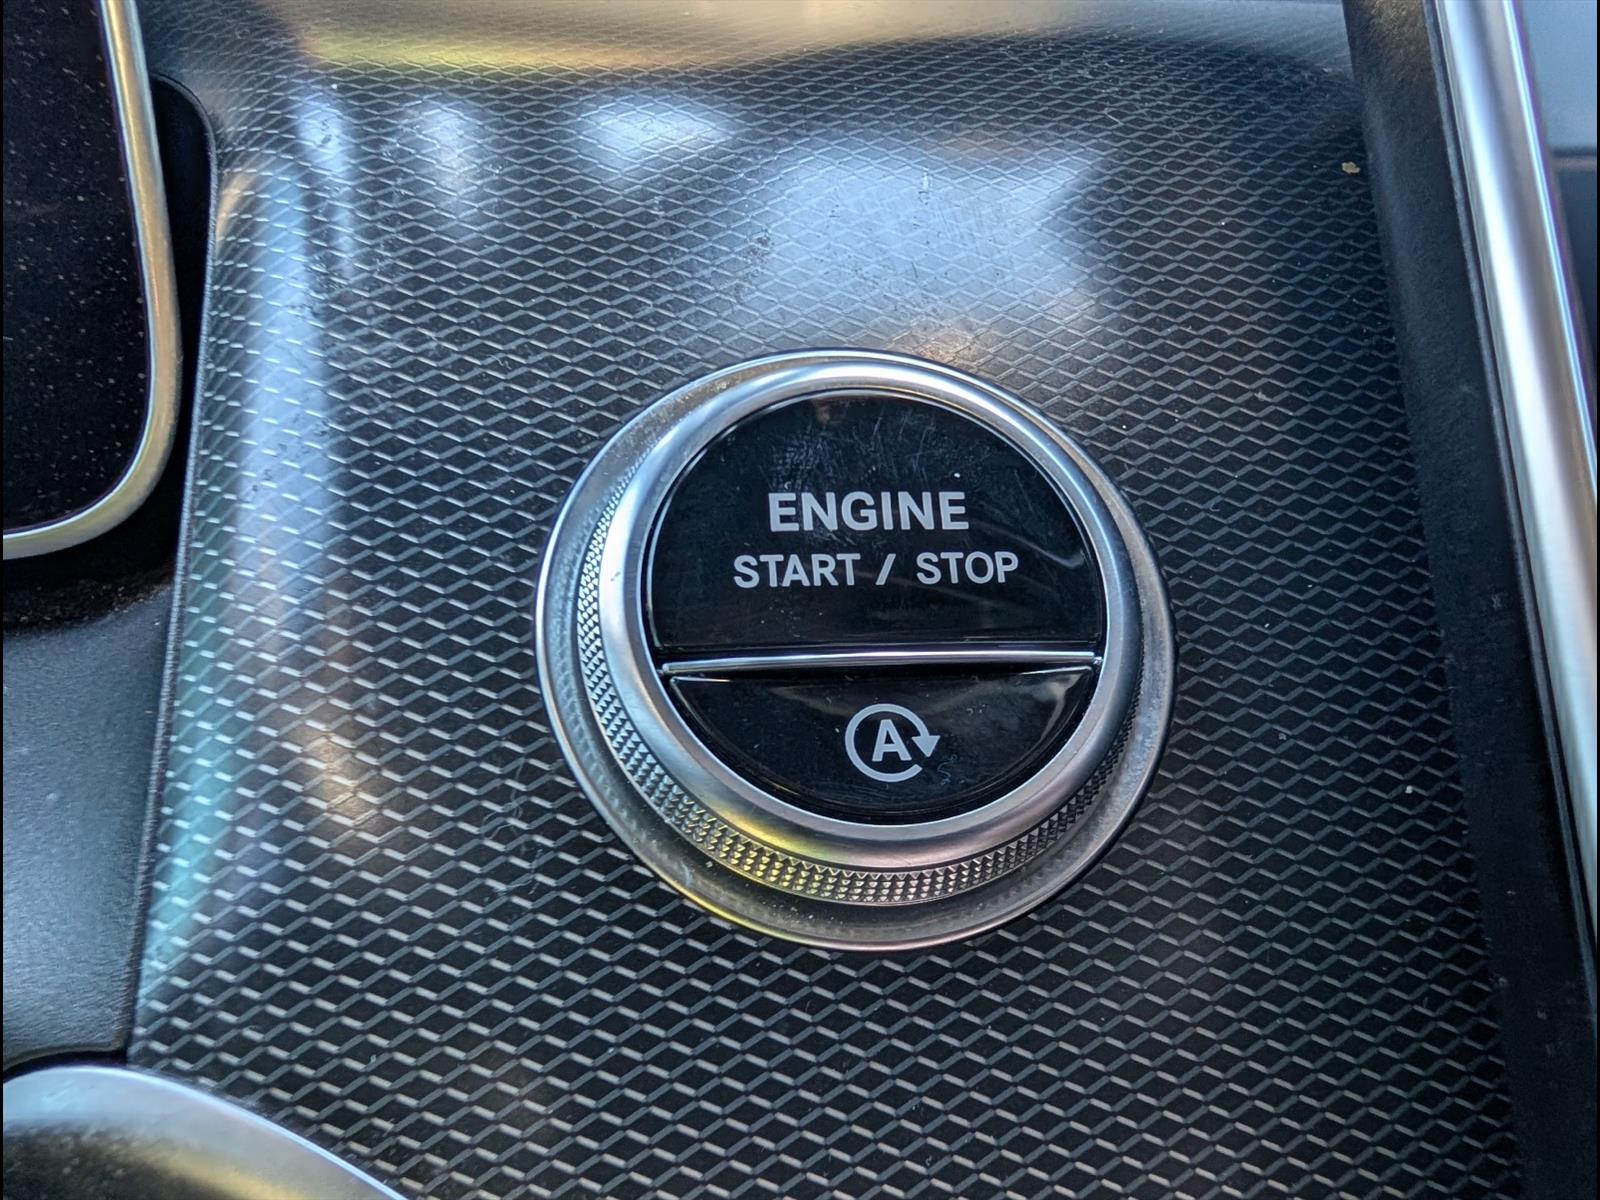 ENGINE
START / STOP
A